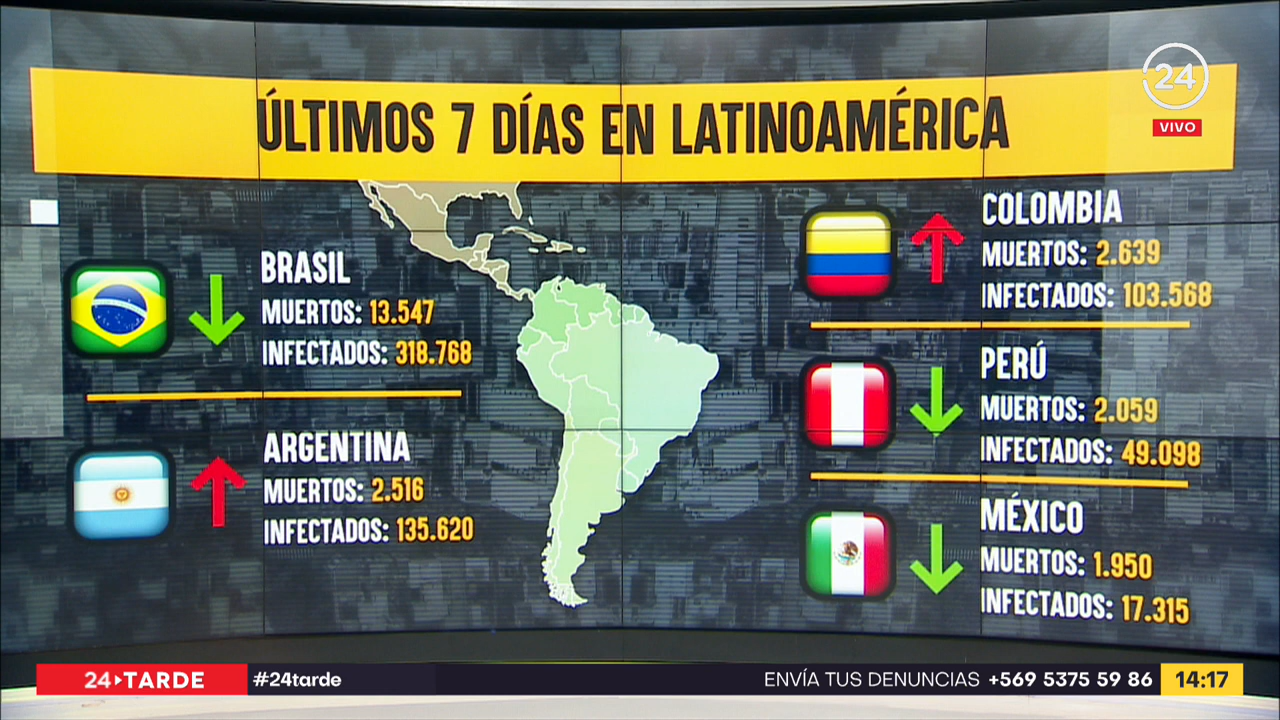 24
VIVO
ÚLTIMOS 7 DÍAS EN LATINOAMÉRICA
BRASIL
MUERTOS: 13.547
INFECTADOS: 318.768
ARGENTINA
MUERTOS: 2.516
INFECTADOS: 135.620
COLOMBIA
MUERTOS: 2.639
INFECTADOS: 103.568
PERÚ
MUERTOS: 2.059
INFECTADOS: 49.098
MÉXICO
MUERTOS: 1.950
INFECTADOS: 17.315
24 TARDE
#24tarde
ENVÍA TUS DENUNCIAS +569 5375 59 86
14:17